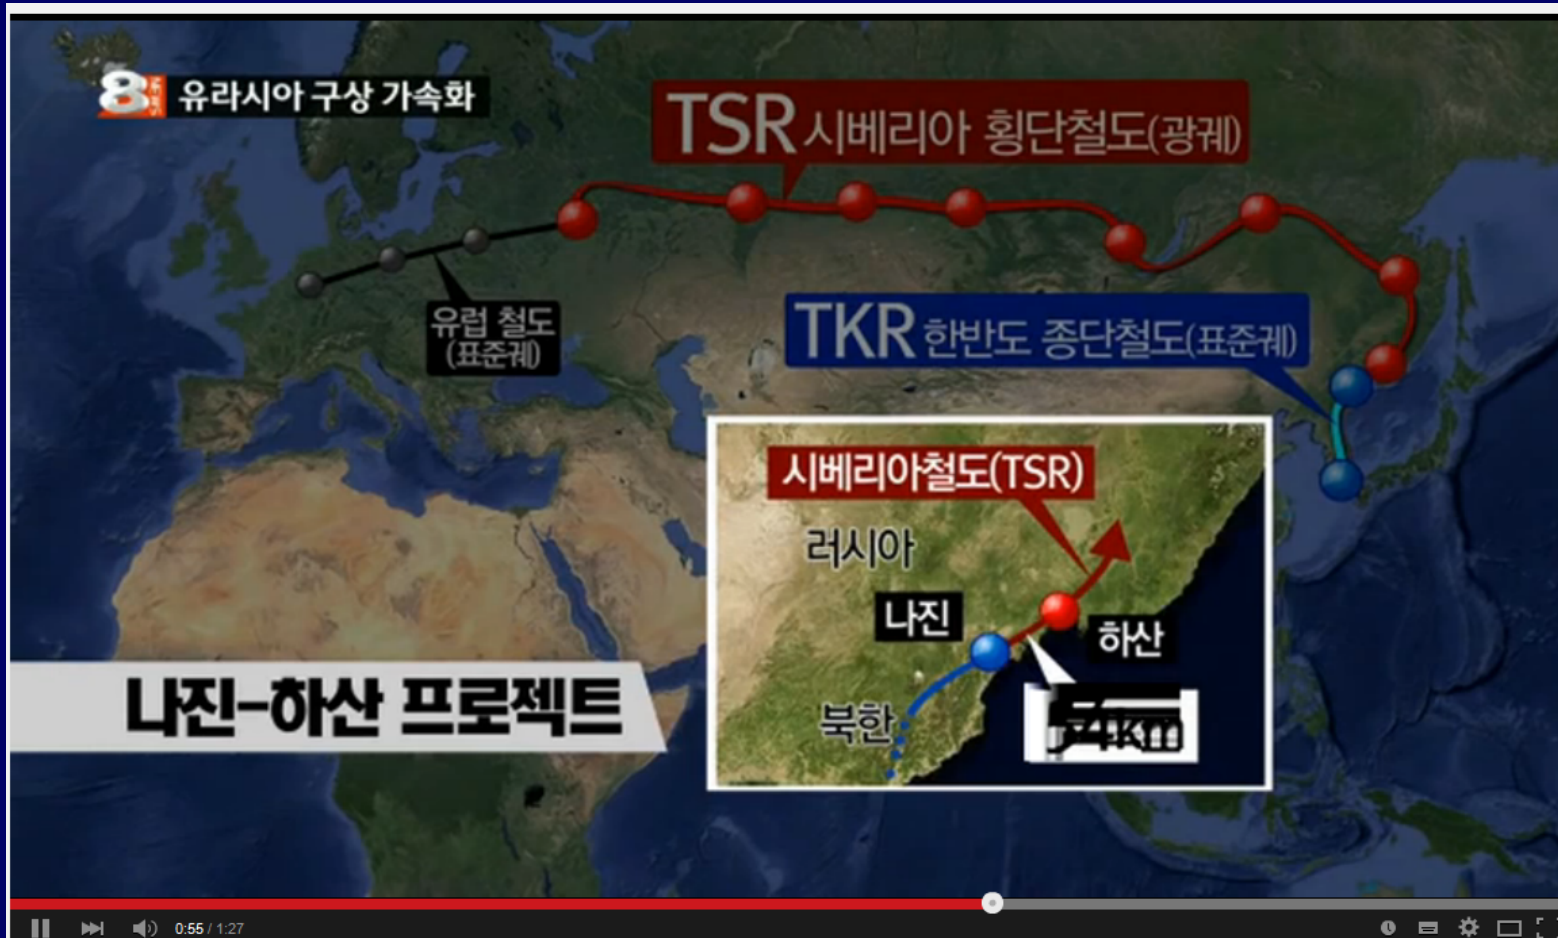 8 NEWS 유라시아 구상 가속화
TSR 시베리아 횡단철도(광궤)
유럽 철도
(표준궤)
TKR 한반도 종단철도(표준궤)
시베리아철도(TSR)
러시아
나진
하산
북한
나진-하산 프로젝트
0:55 / 1:27